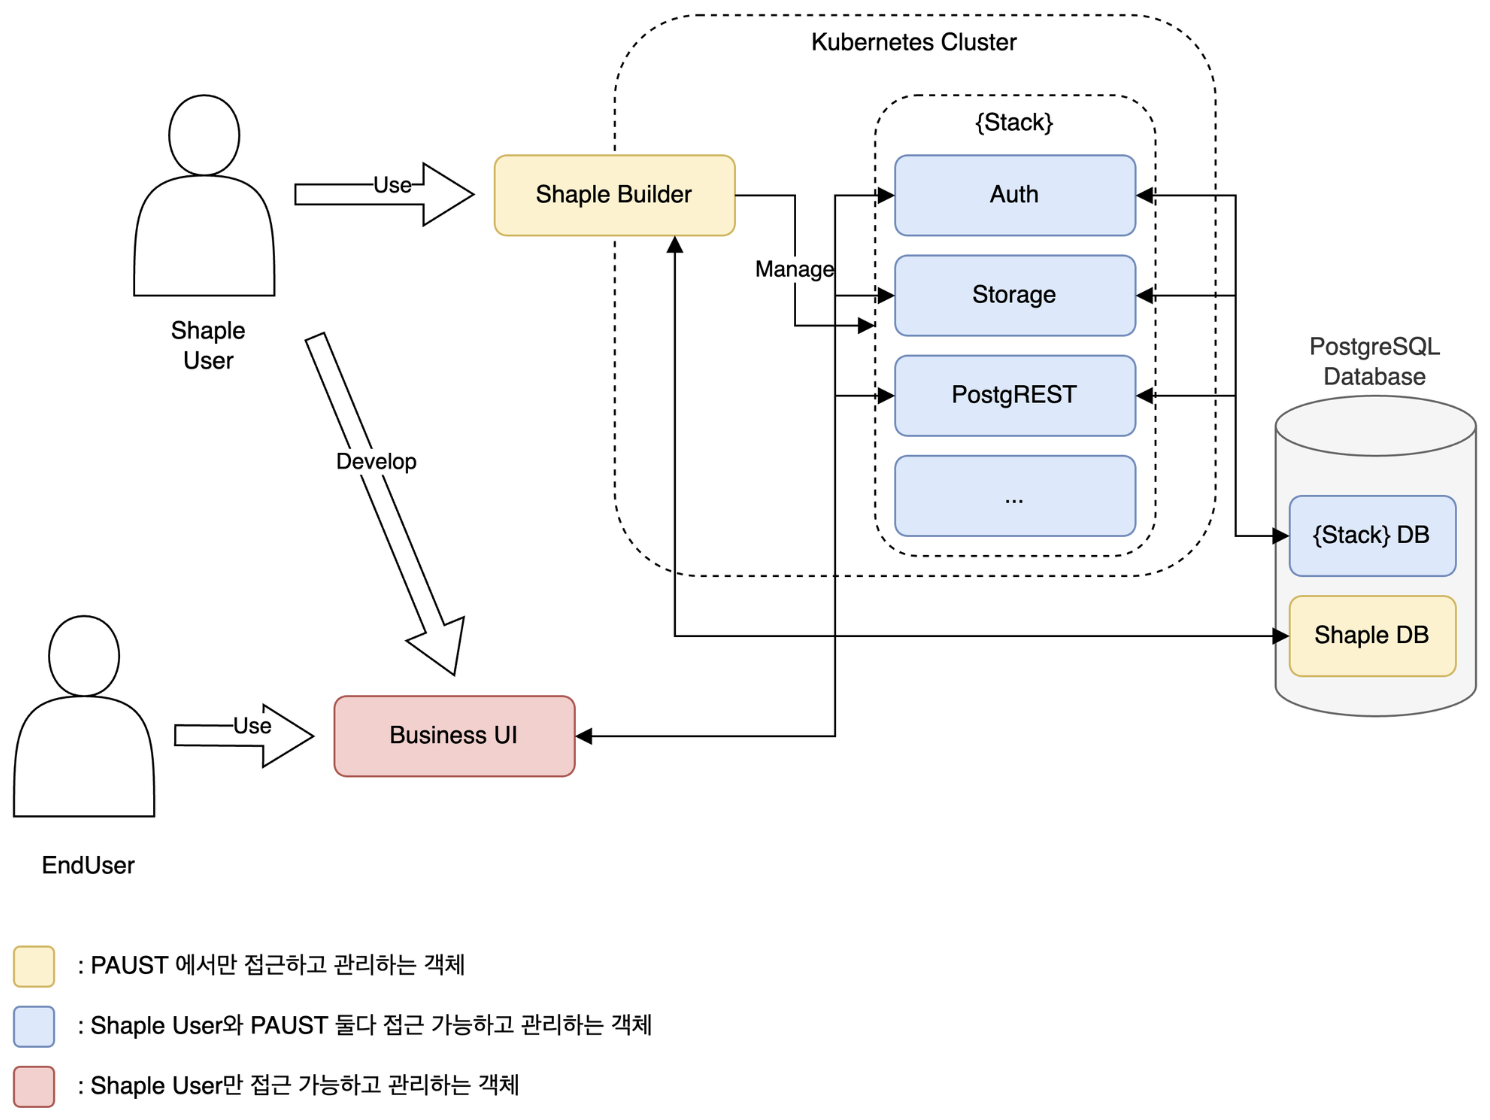 Kubernetes Cluster
{Stack}
Use
Shaple Builder
Auth
Manage
Storage
Shaple
User
PostgREST
PostgreSQL
Database
Develop
...
{Stack} DB
Shaple DB
Use
Business UI
EndUser
: PAUST 에서만 접근하고 관리하는 객체
: Shaple User와 PAUST 둘다 접근 가능하고 관리하는 객체
: Shaple User만 접근 가능하고 관리하는 객체